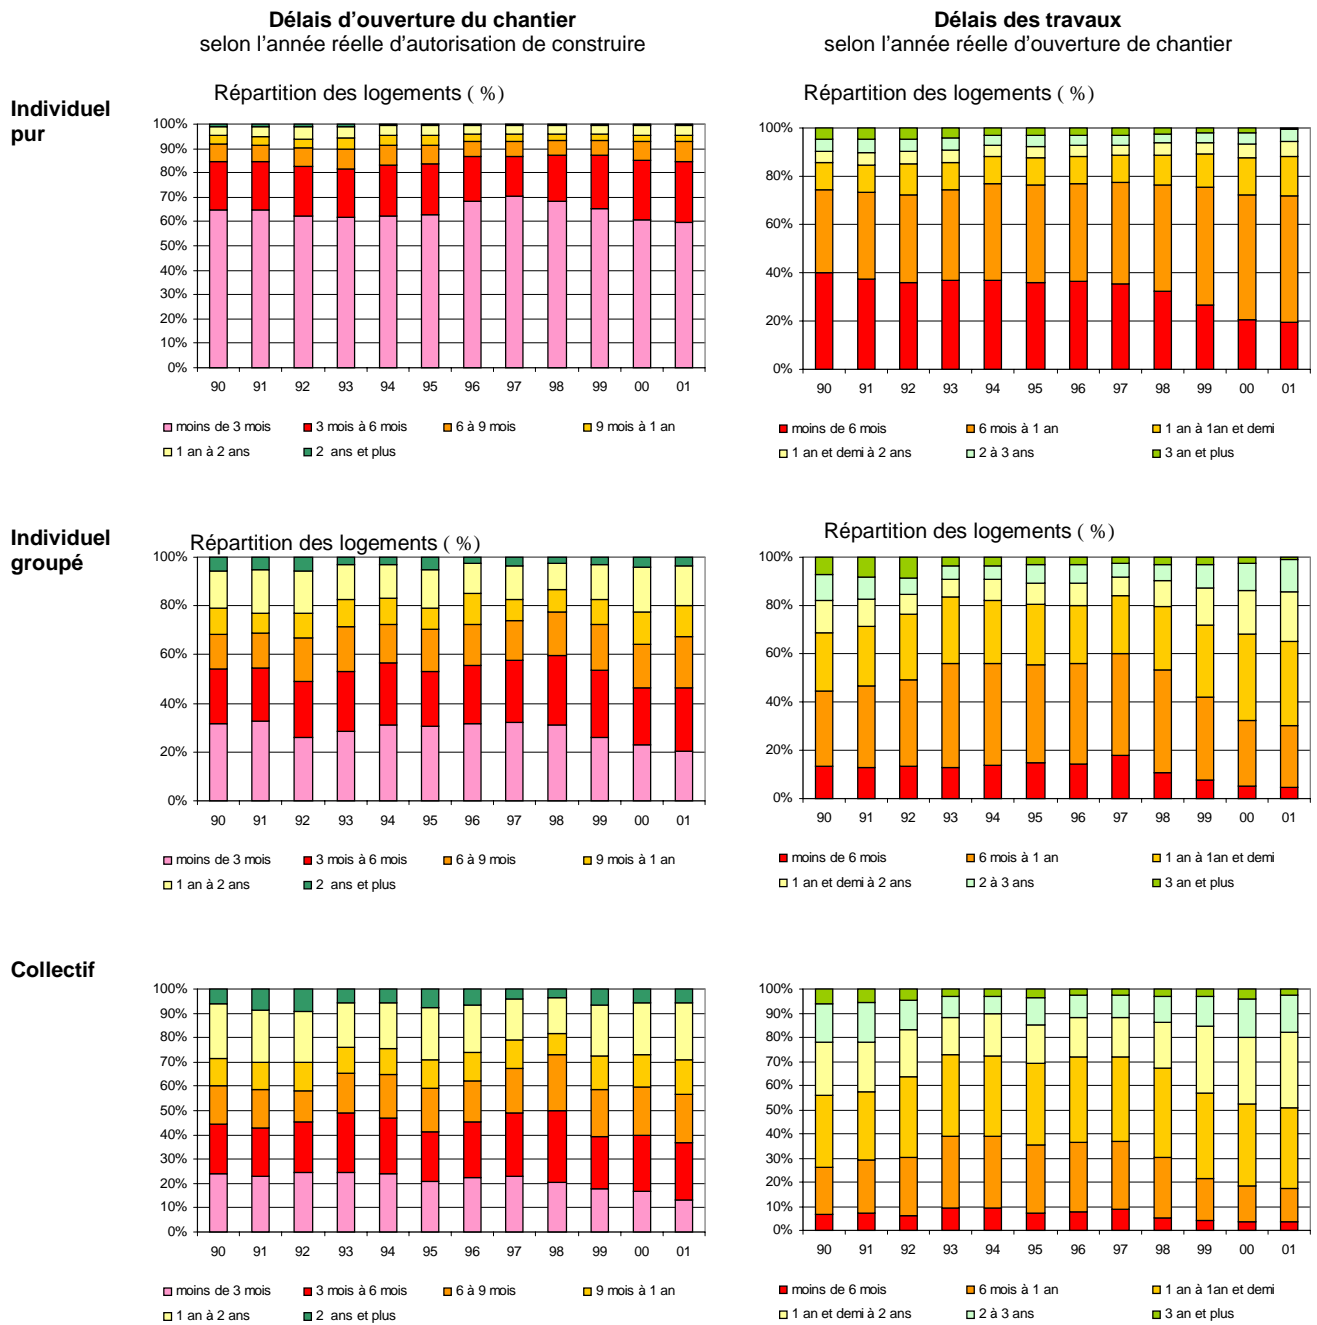 Délais d'ouverture du chantier
selon l'année réelle d'autorisation de construire
Délais des travaux
selon l'année réelle d'ouverture de chantier
Individuel
pur
Répartition des logements ( %)
100%
90%
80%
70%
60%
50%
40%
30%
20%
10%
0%
90 91 92 93 94 95 96 97 98 99 00 01
moins de 3 mois 3 mois à 6 mois 6 à 9 mois 9 mois à 1 an
1 an à 2 ans 2 ans et plus
Répartition des logements ( %)
100%
80%
60%
40%
20%
0%
90 91 92 93 94 95 96 97 98 99 00 01
moins de 6 mois 6 mois à 1 an 1 an à 1an et demi
1 an et demi à 2 ans 2 à 3 ans 3 an et plus
Individuel
groupé
Répartition des logements ( %)
100%
80%
60%
40%
20%
0%
90 91 92 93 94 95 96 97 98 99 00 01
moins de 3 mois 3 mois à 6 mois 6 à 9 mois 9 mois à 1 an
1 an à 2 ans 2 ans et plus
Répartition des logements ( %)
100%
80%
60%
40%
20%
0%
90 91 92 93 94 95 96 97 98 99 00 01
moins de 6 mois 6 mois à 1 an 1 an à 1an et demi
1 an et demi à 2 ans 2 à 3 ans 3 an et plus
Collectif
100%
90%
80%
70%
60%
50%
40%
30%
20%
10%
0%
90 91 92 93 94 95 96 97 98 99 00 01
moins de 3 mois 3 mois à 6 mois 6 à 9 mois 9 mois à 1 an
1 an à 2 ans 2 ans et plus
100%
90%
80%
70%
60%
50%
40%
30%
20%
10%
0%
90 91 92 93 94 95 96 97 98 99 00 01
moins de 6 mois 6 mois à 1 an 1 an à 1an et demi
1 an et demi à 2 ans 2 à 3 ans 3 an et plus